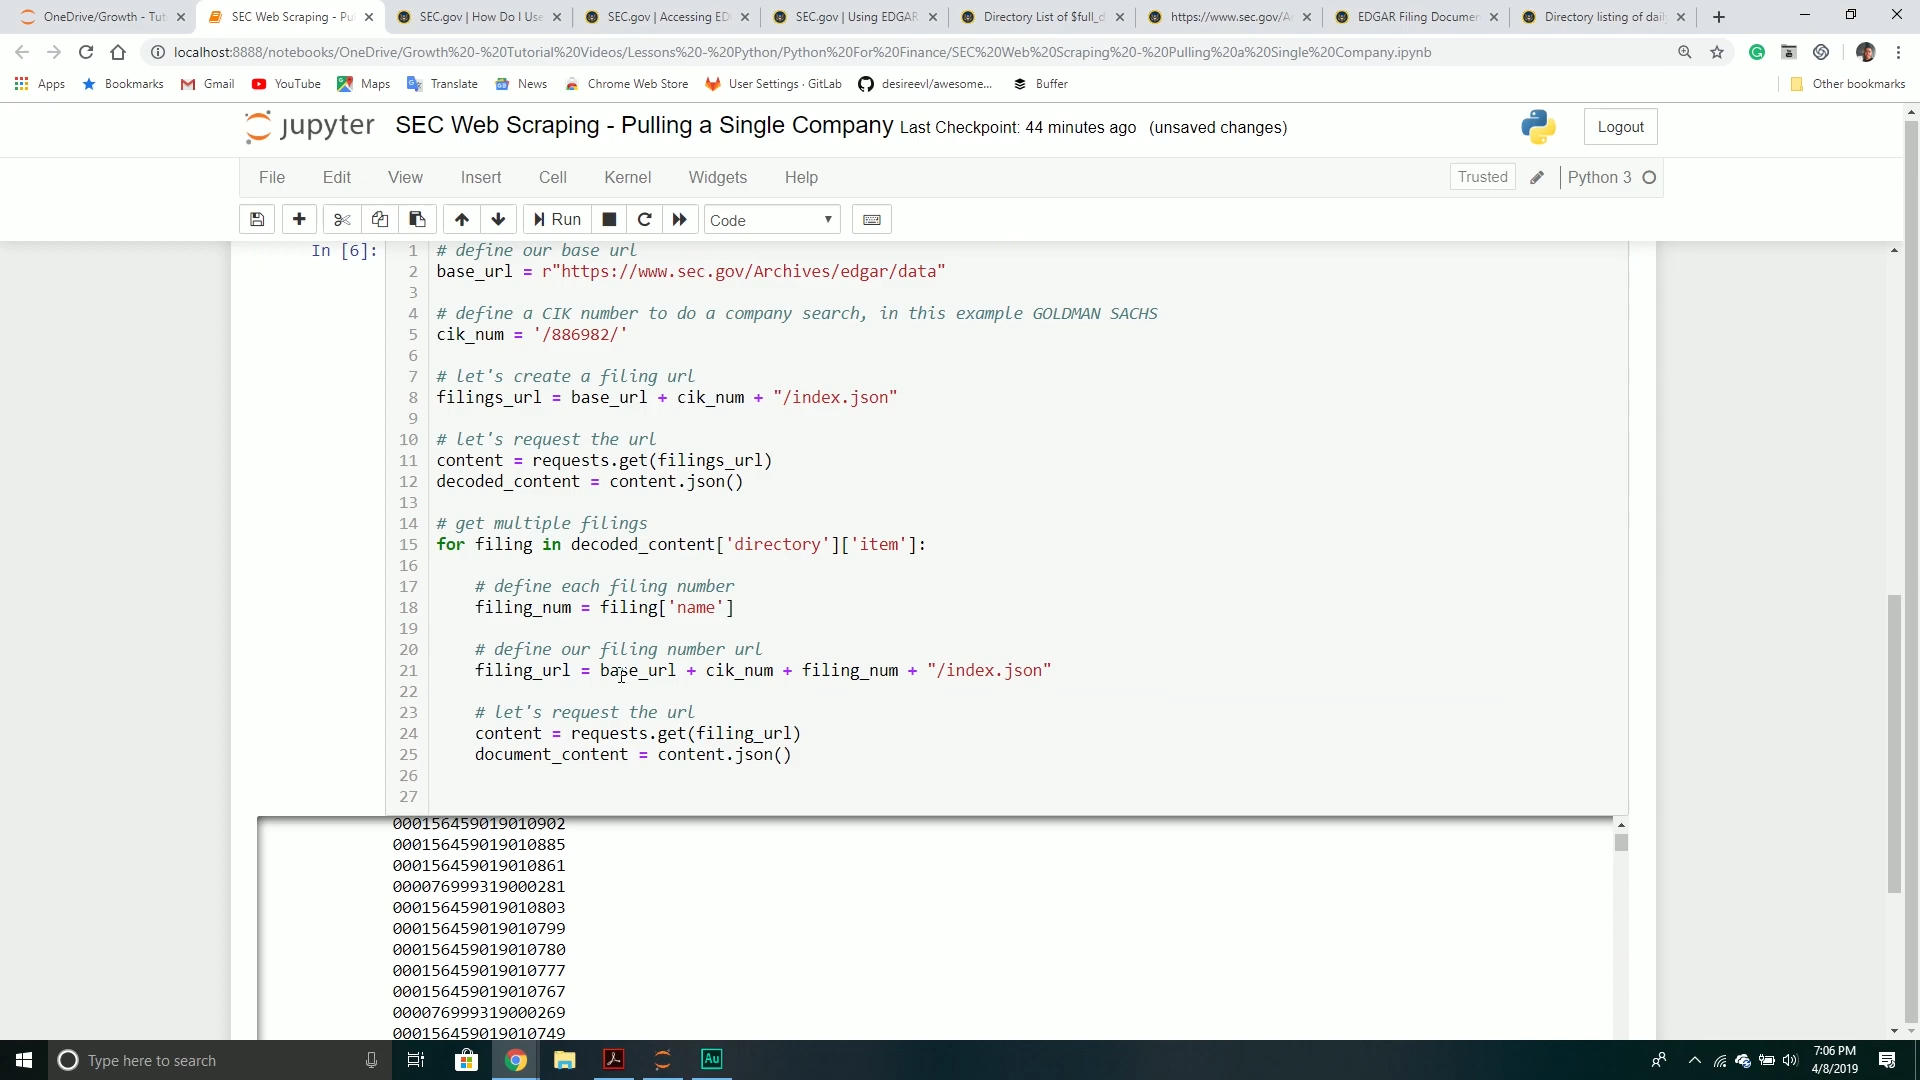 OneDrive/Growth - Tut
SEC Web Scraping - Pu
SEC.gov | How Do I Use
SEC.gov | Accessing ED
SEC.gov | Using EDGAR
Directory List of $full_d
https://www.sec.gov/A
EDGAR Filing Documen
Directory listing of dail
localhost:8888/notebooks/OneDrive/Growth%20-%20Tutorial%20Videos/Lessons%20-%20Python/Python%20For%20Finance/SEC%20Web%20Scraping%20-%20Pulling%20a%20Single%20Company.ipynb
Apps Bookmarks Gmail YouTube Maps Translate News Chrome Web Store User Settings · GitLab desireevl/awesome... Buffer Other bookmarks
jupyter SEC Web Scraping - Pulling a Single Company Last Checkpoint: 44 minutes ago (unsaved changes) Logout
File Edit View Insert Cell Kernel Widgets Help Trusted Python 3
Run Code
In [6]: 1 # define our base url
2 base_url = r"https://www.sec.gov/Archives/edgar/data"
3
4 # define a CIK number to do a company search, in this example GOLDMAN SACHS
5 cik_num = '/886982/'
6
7 # let's create a filing url
8 filings_url = base_url + cik_num + "/index.json"
9
10 # let's request the url
11 content = requests.get(filings_url)
12 decoded_content = content.json()
13
14 # get multiple filings
15 for filing in decoded_content['directory']['item']:
16
17 # define each filing number
18 filing_num = filing['name']
19
20 # define our filing number url
21 filing_url = base_url + cik_num + filing_num + "/index.json"
22
23 # let's request the url
24 content = requests.get(filing_url)
25 document_content = content.json()
26
27
000156459019010902
000156459019010885
000156459019010861
000076999319000281
000156459019010803
000156459019010799
000156459019010780
000156459019010777
000156459019010767
000076999319000269
000156459019010749
Type here to search
Au
7:06 PM
4/8/2019